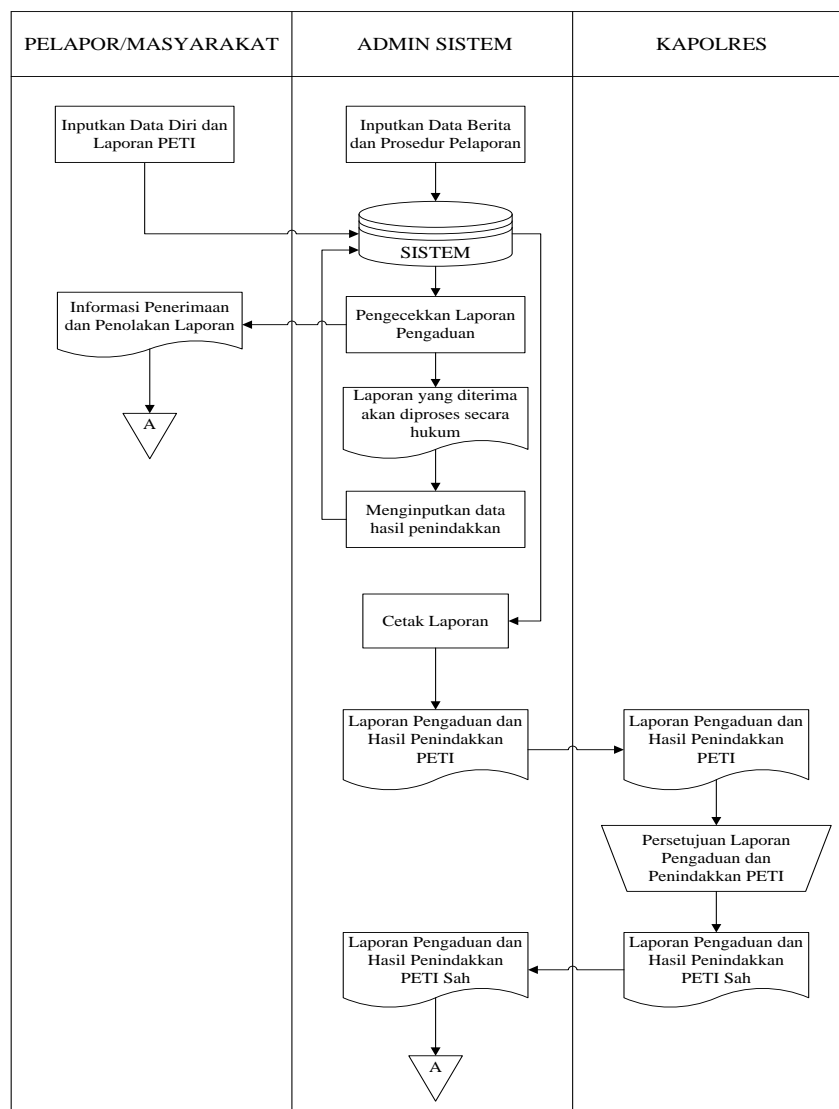 PELAPOR/MASYARAKAT
ADMIN SISTEM
KAPOLRES
Inputkan Data Diri dan
Laporan PETI
Inputkan Data Berita
dan Prosedur Pelaporan
SISTEM
Informasi Penerimaan
dan Penolakan Laporan
Pengecekkan Laporan
Pengaduan
A
Laporan yang diterima
akan diproses secara
hukum
Menginputkan data
hasil penindakkan
Cetak Laporan
Laporan Pengaduan dan
Hasil Penindakkan
PETI
Laporan Pengaduan dan
Hasil Penindakkan
PETI
Persetujuan Laporan
Pengaduan dan
Penindakkan PETI
Laporan Pengaduan dan
Hasil Penindakkan
PETI Sah
Laporan Pengaduan dan
Hasil Penindakkan
PETI Sah
A